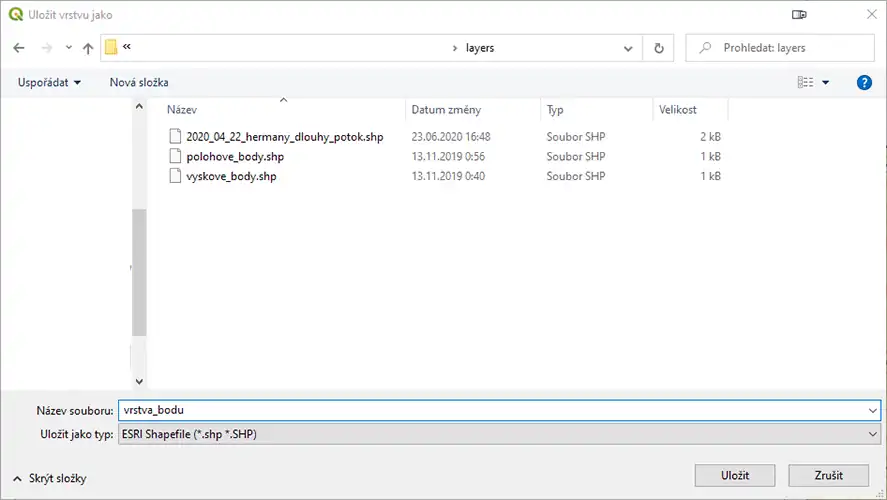 Uložit vrstvu jako
« › layers
Prohledat: layers
Uspořádat Nová složka
Název Datum změny Typ Velikost
2020_04_22_hermany_dlouhy_potok.shp 23.06.2020 16:48 Soubor SHP 2 kB
polohove_body.shp 13.11.2019 0:56 Soubor SHP 1 kB
vyskove_body.shp 13.11.2019 0:40 Soubor SHP 1 kB
Název souboru: vrstva_bodu
Uložit jako typ: ESRI Shapefile (*.shp *.SHP)
Skrýt složky Uložit Zrušit